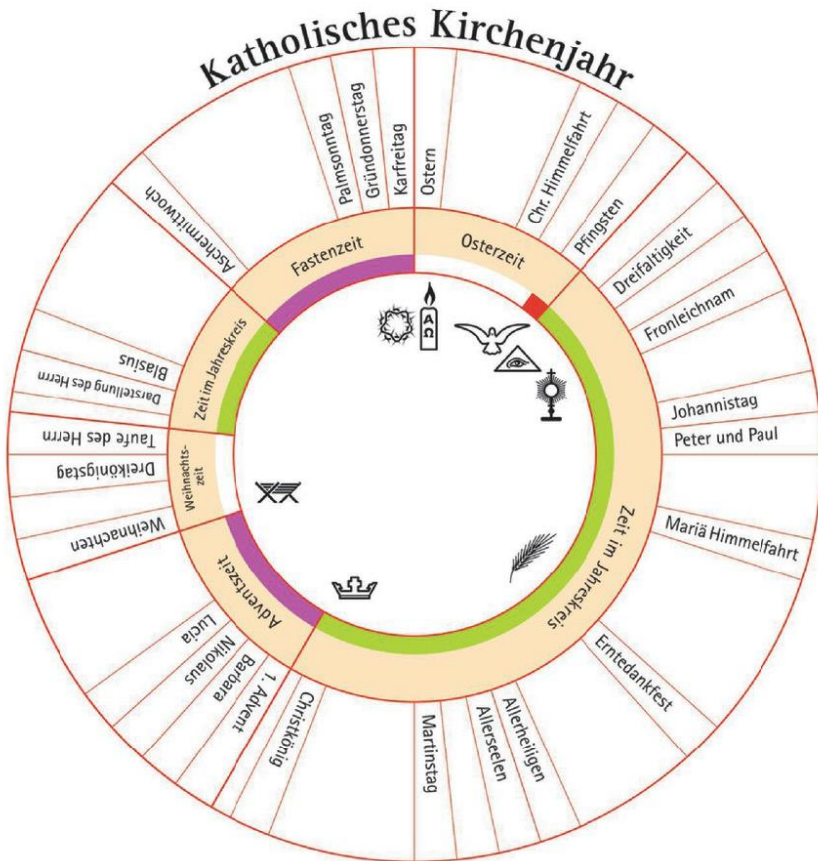 Katholisches Kirchenjahr
Ostern
Chr. Himmelfahrt
Pfingsten
Dreifaltigkeit
Fronleichnam
Johannistag
Peter und Paul
Mariä Himmelfahrt
Erntedankfest
Allerheiligen
Allerseelen
Martinstag
Christkönig
1. Advent
Barbara
Nikolaus
Lucia
Weihnachten
Dreikönigstag
Taufe des Herrn
Darstellung des Herrn
Blasius
Aschermittwoch
Palmsonntag
Gründonnerstag
Karfreitag
Osterzeit
Zeit im Jahreskreis
Adventszeit
Weihnachts-
zeit
Zeit im Jahreskreis
Fastenzeit
Α
Ω